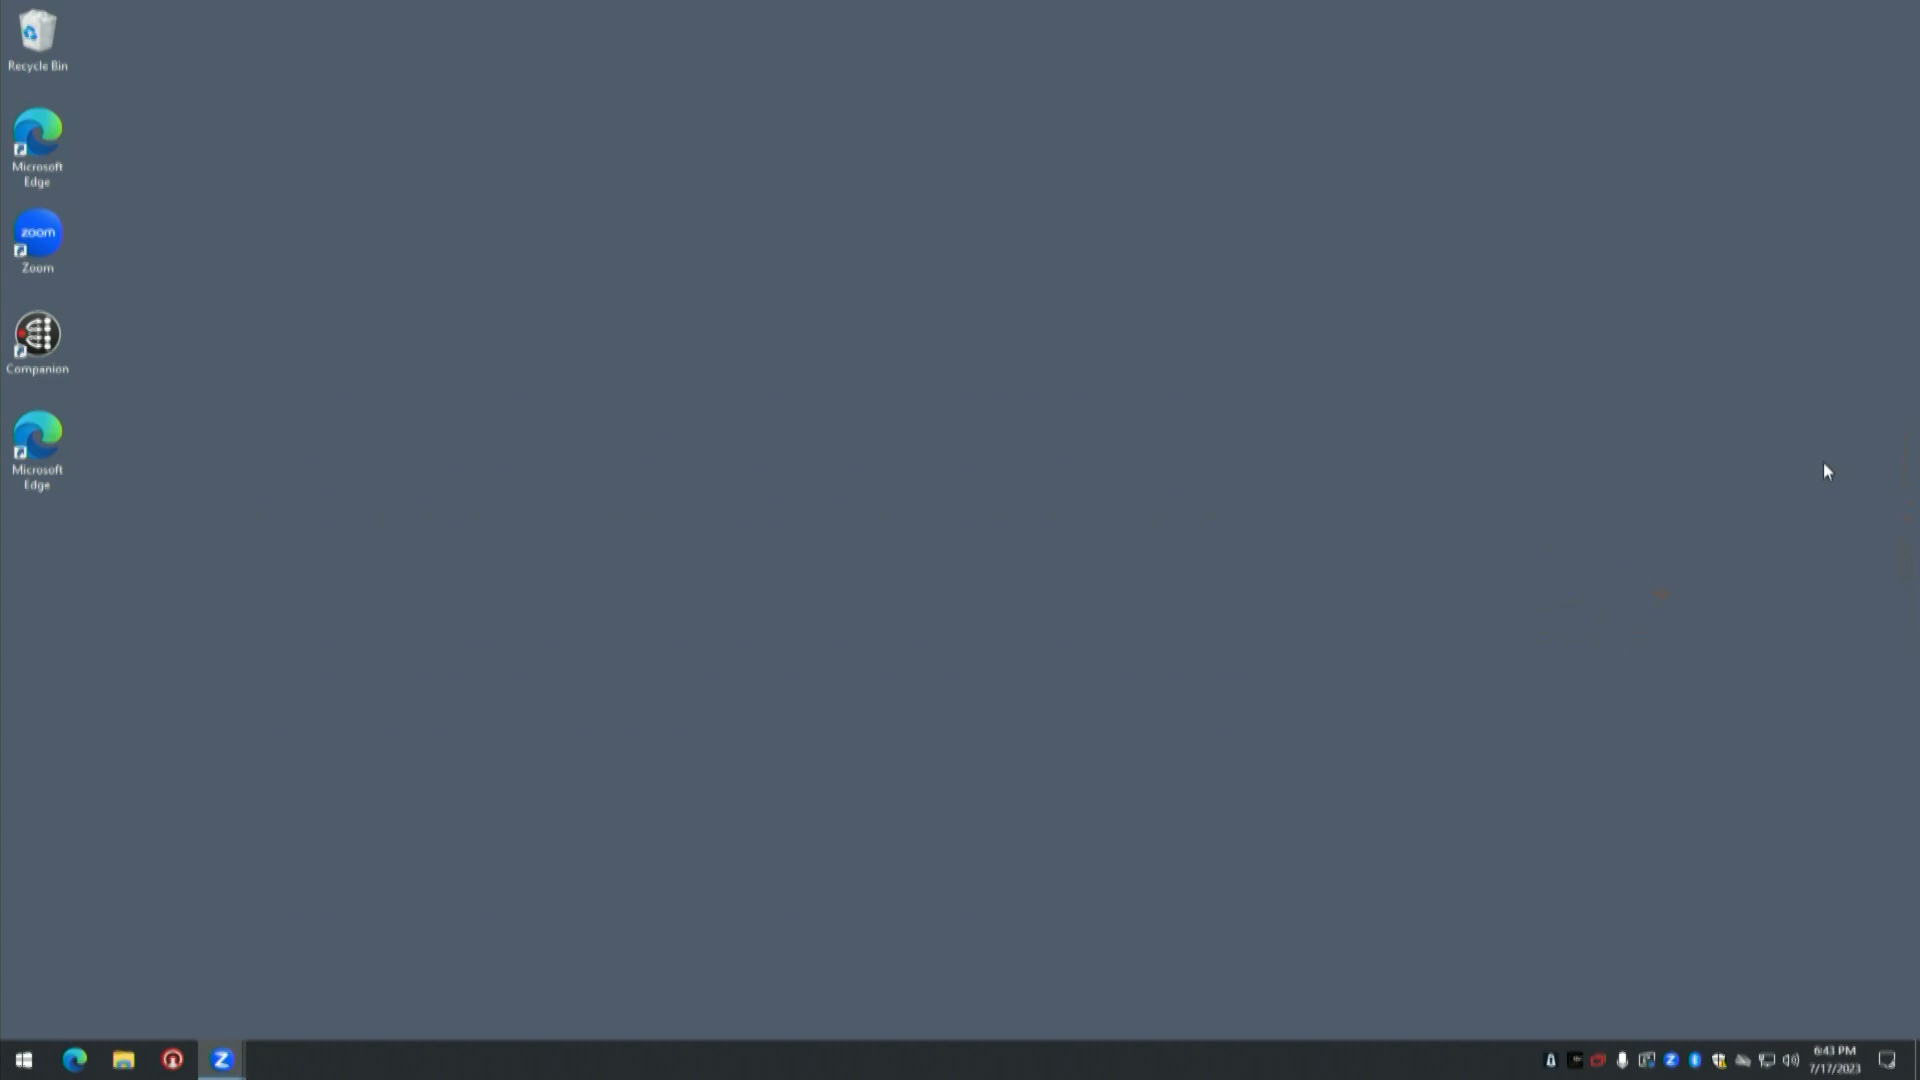 Recycle Bin
Microsoft
Edge
zoom
Zoom
Companion
Microsoft
Edge
Z
Z
6:43 PM
7/17/2023